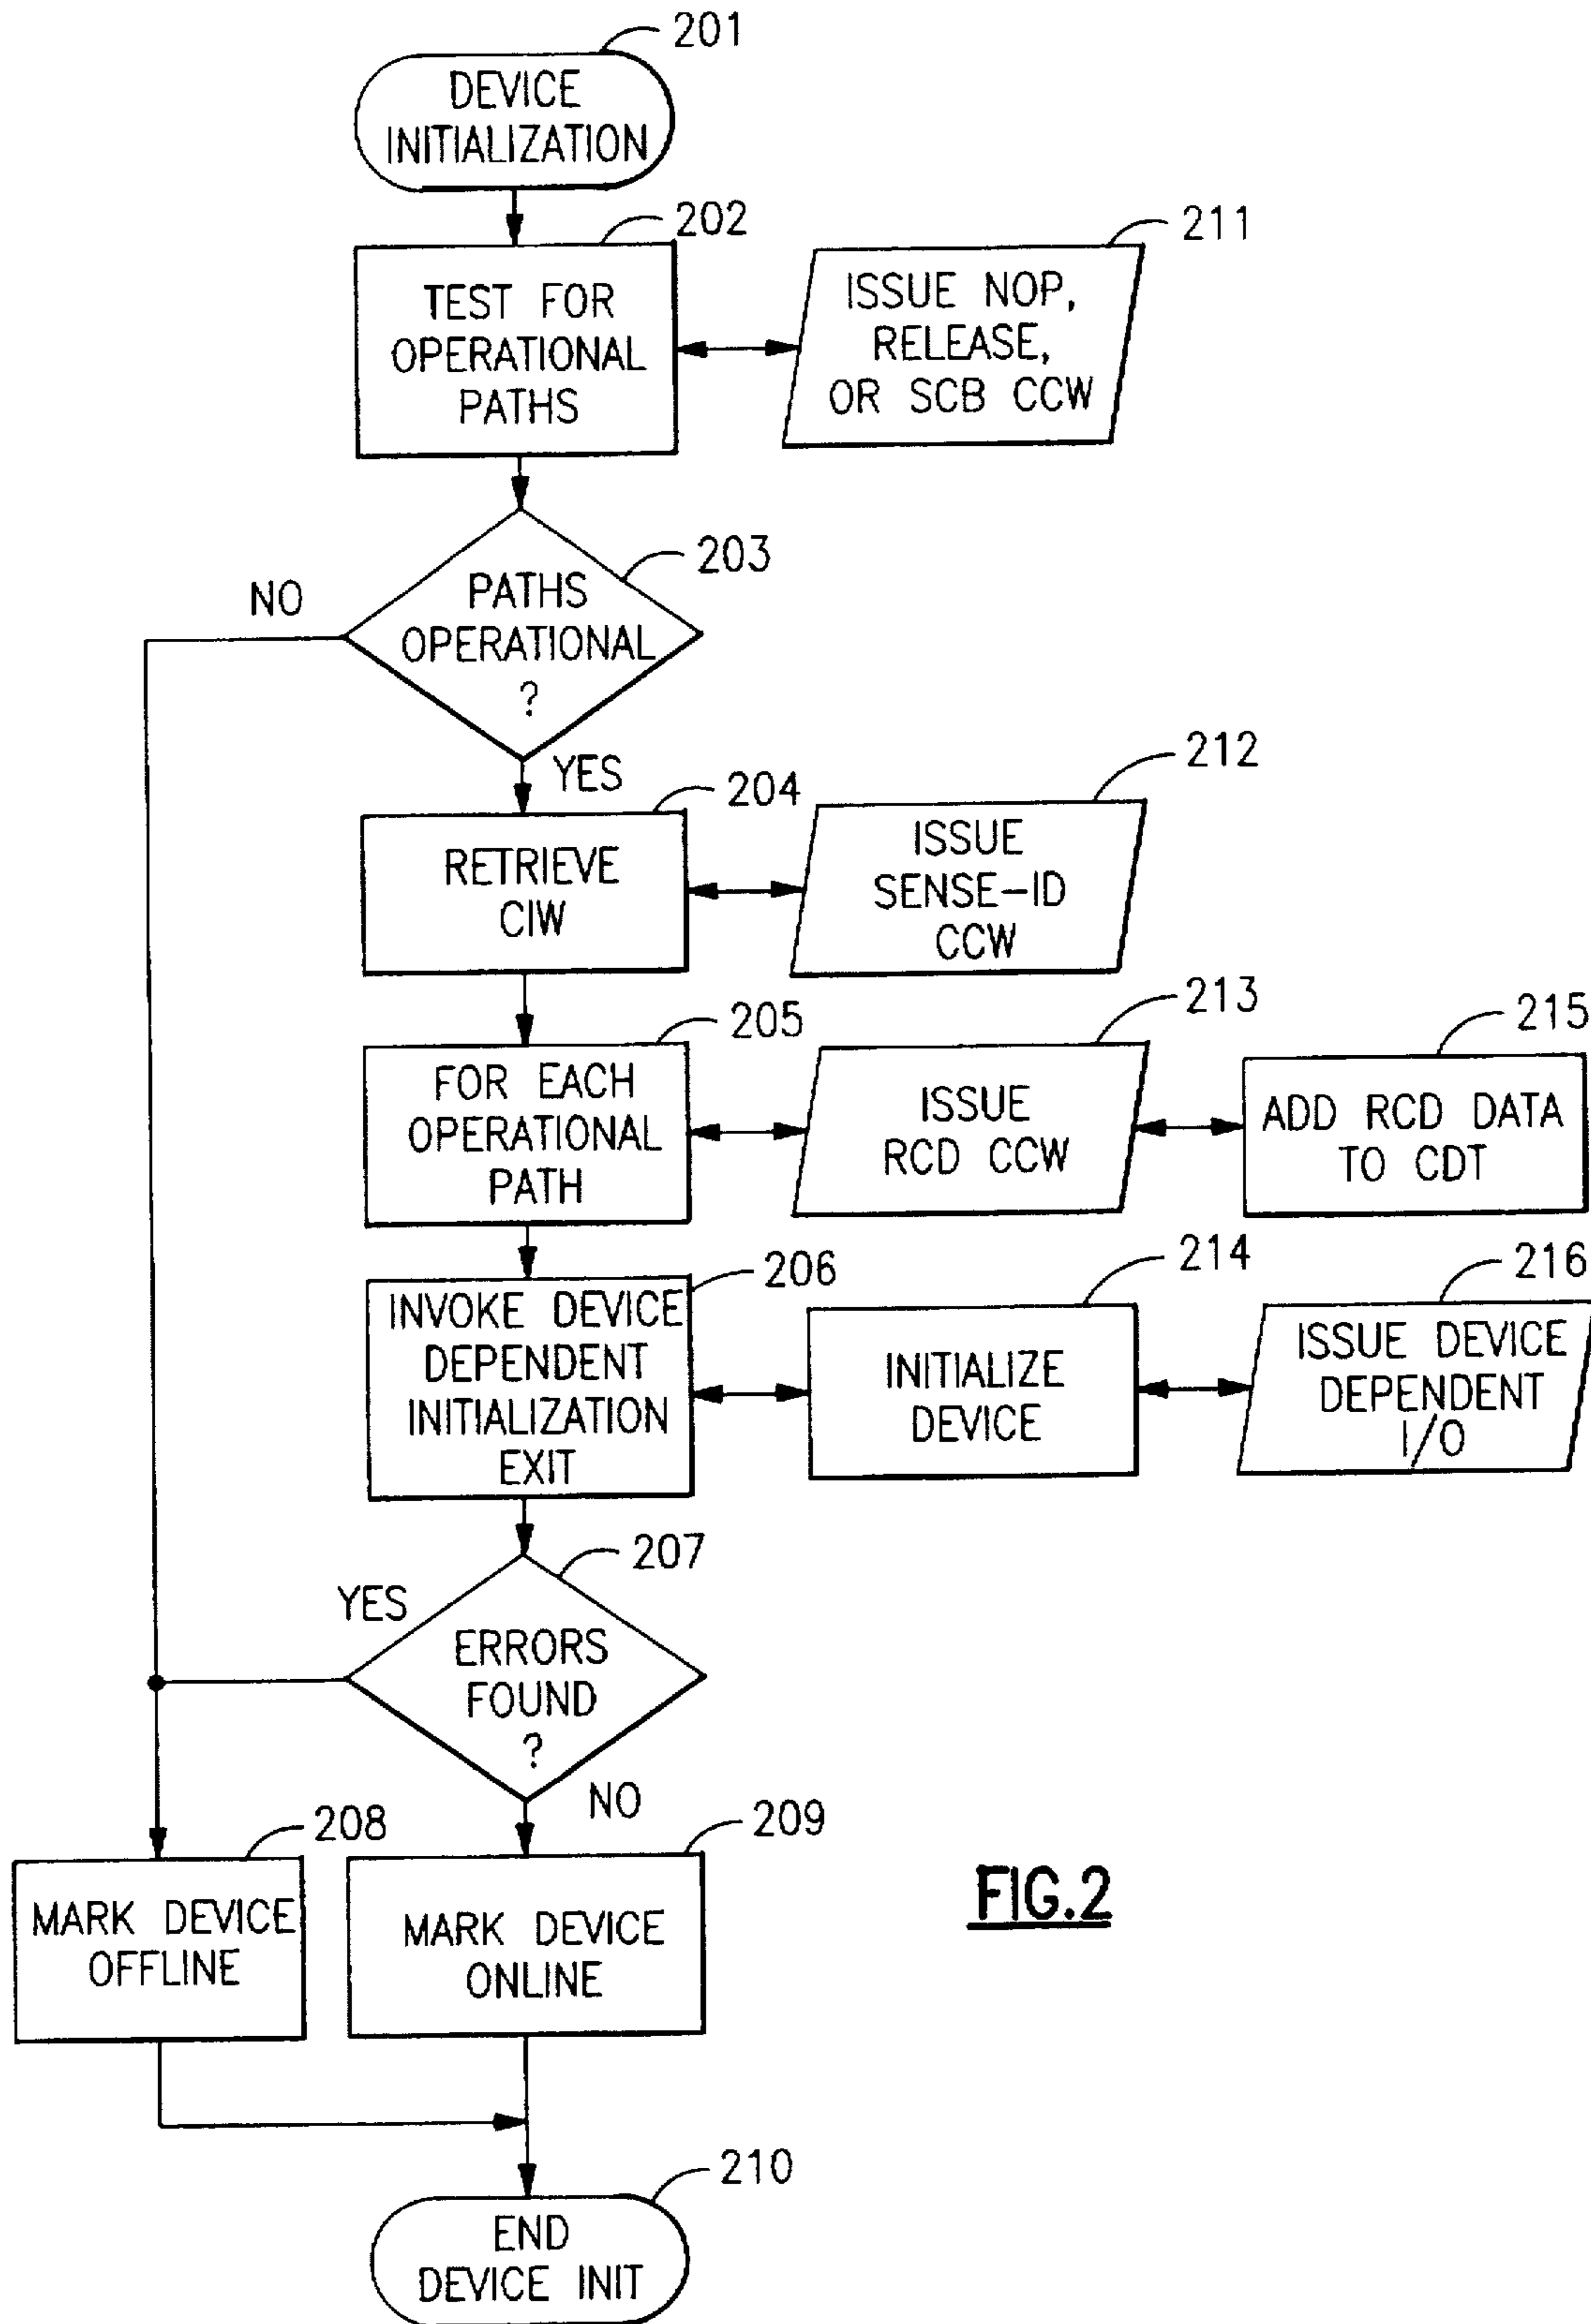 201
DEVICE
INITIALIZATION
202
TEST FOR
OPERATIONAL
PATHS
211
ISSUE NOP,
RELEASE,
OR SCB CCW
203
NO
PATHS
OPERATIONAL
?
YES
204
RETRIEVE
CIW
212
ISSUE
SENSE-ID
CCW
205
FOR EACH
OPERATIONAL
PATH
213
ISSUE
RCD CCW
215
ADD RCD DATA
TO CDT
206
INVOKE DEVICE
DEPENDENT
INITIALIZATION
EXIT
214
INITIALIZE
DEVICE
216
ISSUE DEVICE
DEPENDENT
I/O
207
YES
ERRORS
FOUND
?
NO
208
MARK DEVICE
OFFLINE
209
MARK DEVICE
ONLINE
FIG.2
210
END
DEVICE INIT